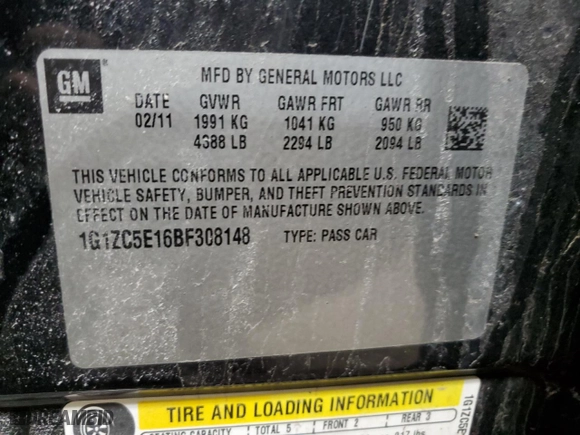 GM
MFD BY GENERAL MOTORS LLC
DATE GVWR GAWR FRT GAWR RR
02/11 1991 KG 1041 KG 950 KG
4388 LB 2294 LB 2094 LB
THIS VEHICLE CONFORMS TO ALL APPLICABLE U.S. FEDERAL MOTOR
VEHICLE SAFETY, BUMPER, AND THEFT PREVENTION STANDARDS IN
EFFECT ON THE DATE OF MANUFACTURE SHOWN ABOVE.
1G1ZC5E16BF308148 TYPE: PASS CAR
TIRE AND LOADING INFORMATION
SEATING CAPACITY TOTAL 5 FRONT 2 REAR 3